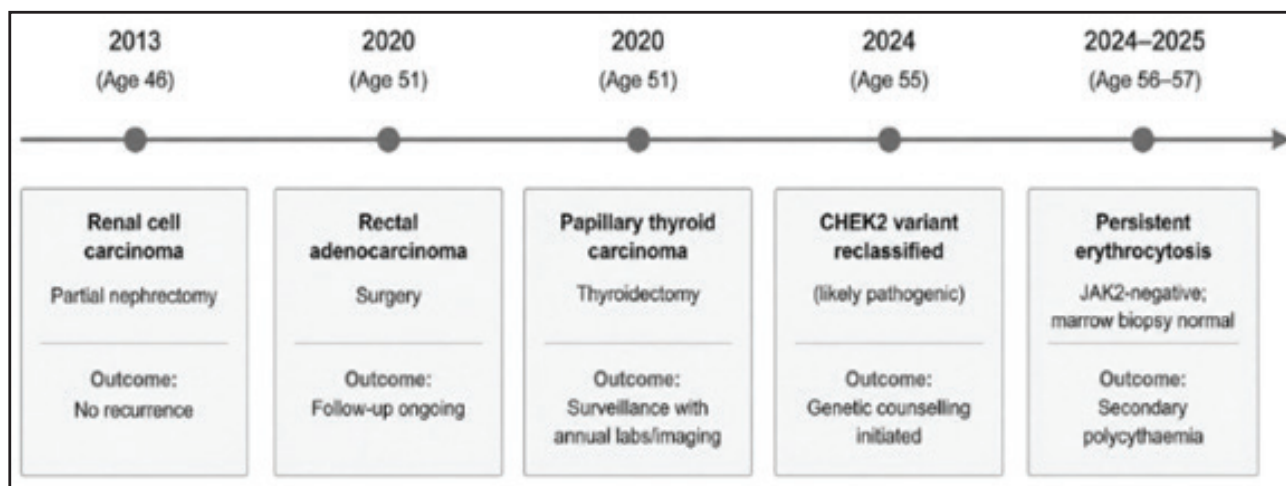 2013
(Age 46)
2020
(Age 51)
2020
(Age 51)
2024
(Age 55)
2024–2025
(Age 56–57)
Renal cell
carcinoma
Partial nephrectomy
Outcome:
No recurrence
Rectal
adenocarcinoma
Surgery
Outcome:
Follow-up ongoing
Papillary thyroid
carcinoma
Thyroidectomy
Outcome:
Surveillance with
annual labs/imaging
CHEK2 variant
reclassified
(likely pathogenic)
Outcome:
Genetic counselling
initiated
Persistent
erythrocytosis
JAK2-negative;
marrow biopsy normal
Outcome:
Secondary
polycythaemia